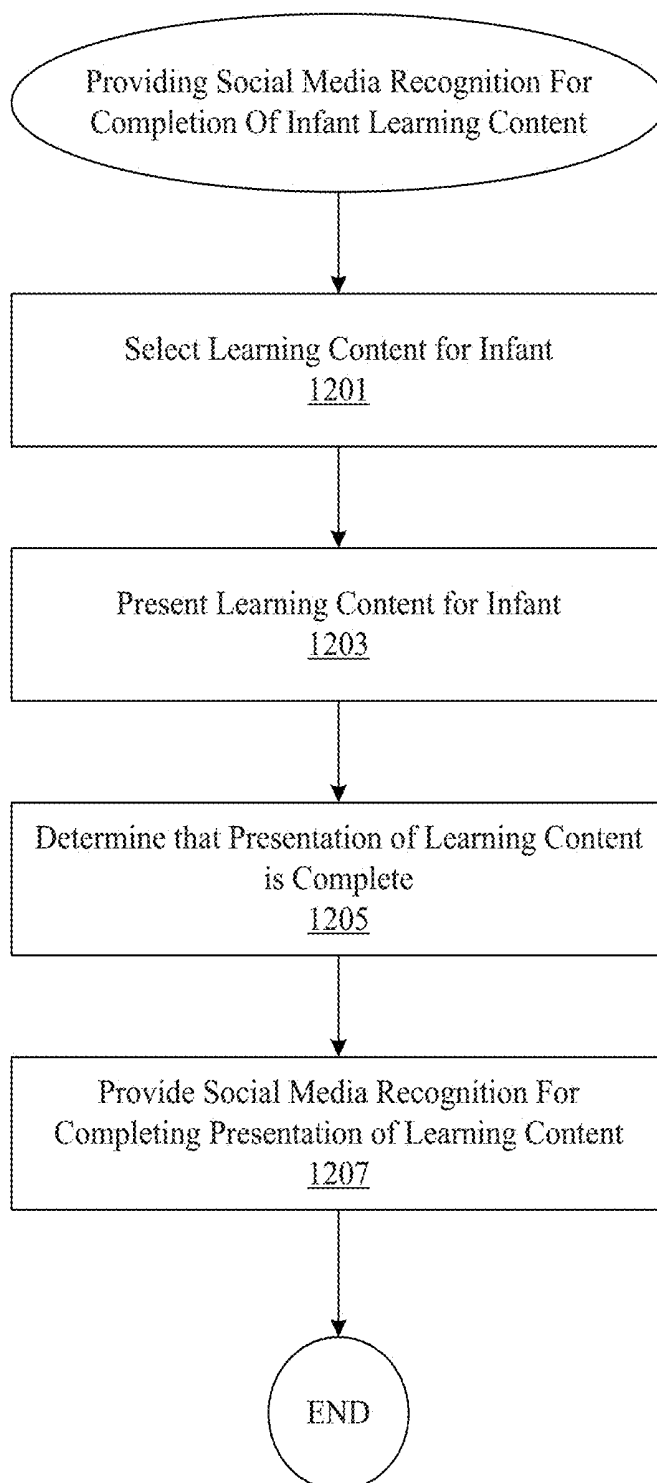 Providing Social Media Recognition For
Completion Of Infant Learning Content
Select Learning Content for Infant
1201
Present Learning Content for Infant
1203
Determine that Presentation of Learning Content
is Complete
1205
Provide Social Media Recognition For
Completing Presentation of Learning Content
1207
END